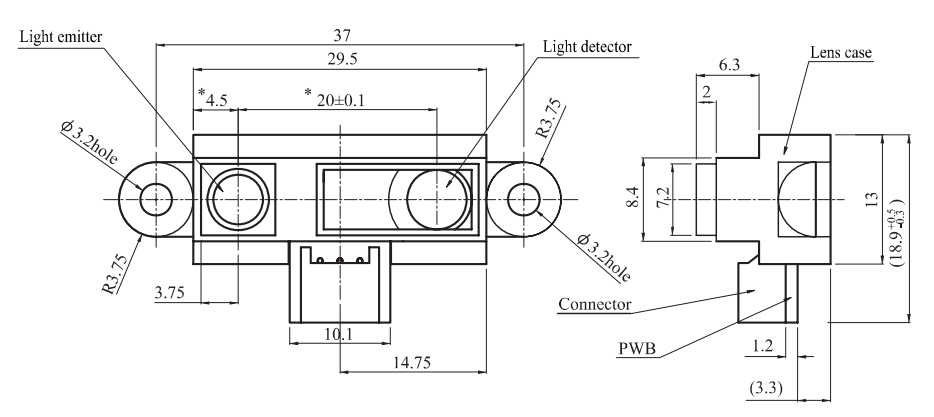 Light emitter
37
Light detector
29.5
6.3
Lens case
*4.5
*20±0.1
2
R3.75
ϕ3.2hole
8.4
7.2
13
(18.9 +0.5 -0.3)
R3.75
ϕ3.2hole
3.75
Connector
10.1
PWB
1.2
14.75
(3.3)